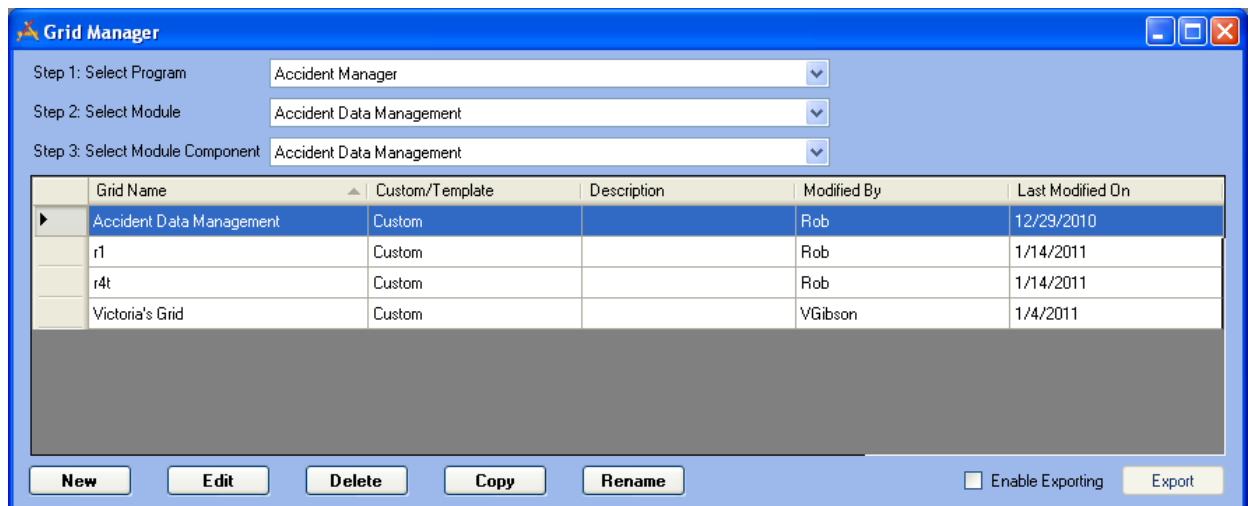 Grid Manager
Step 1: Select Program Accident Manager
Step 2: Select Module Accident Data Management
Step 3: Select Module Component Accident Data Management
Grid Name Custom/Template Description Modified By Last Modified On
Accident Data Management Custom Rob 12/29/2010
r1 Custom Rob 1/14/2011
r4t Custom Rob 1/14/2011
Victoria's Grid Custom VGibson 1/4/2011
New Edit Delete Copy Rename Enable Exporting Export